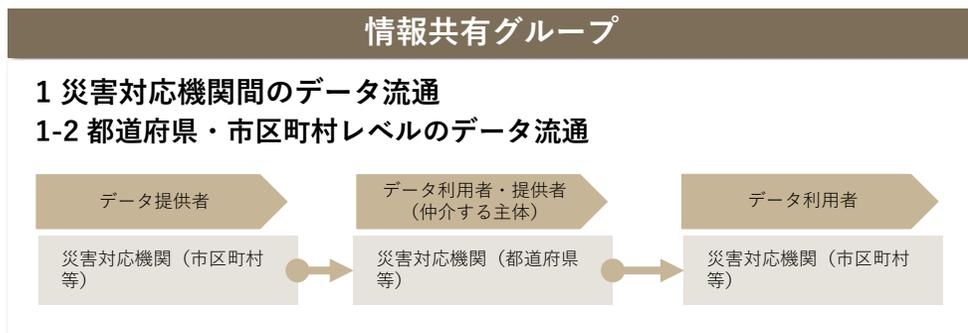 情報共有グループ
1 災害対応機関間のデータ流通
1-2 都道府県・市区町村レベルのデータ流通
データ提供者
データ利用者・提供者
（仲介する主体）
データ利用者
災害対応機関（市区町村
等）
災害対応機関（都道府県
等）
災害対応機関（市区町村
等）